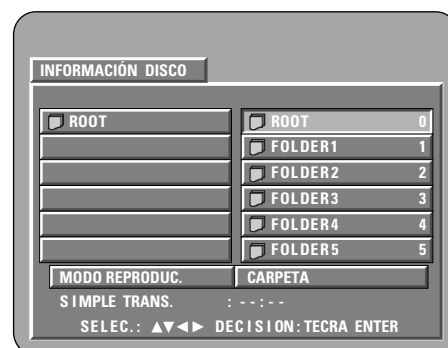 INFORMACIÓN DISCO
ROOT ROOT 0
FOLDER1 1
FOLDER2 2
FOLDER3 3
FOLDER4 4
FOLDER5 5
MODO REPRODUC. CARPETA
SIMPLE TRANS. : --:--
SELEC.: ▲▼◄► DECISION: TECRA ENTER